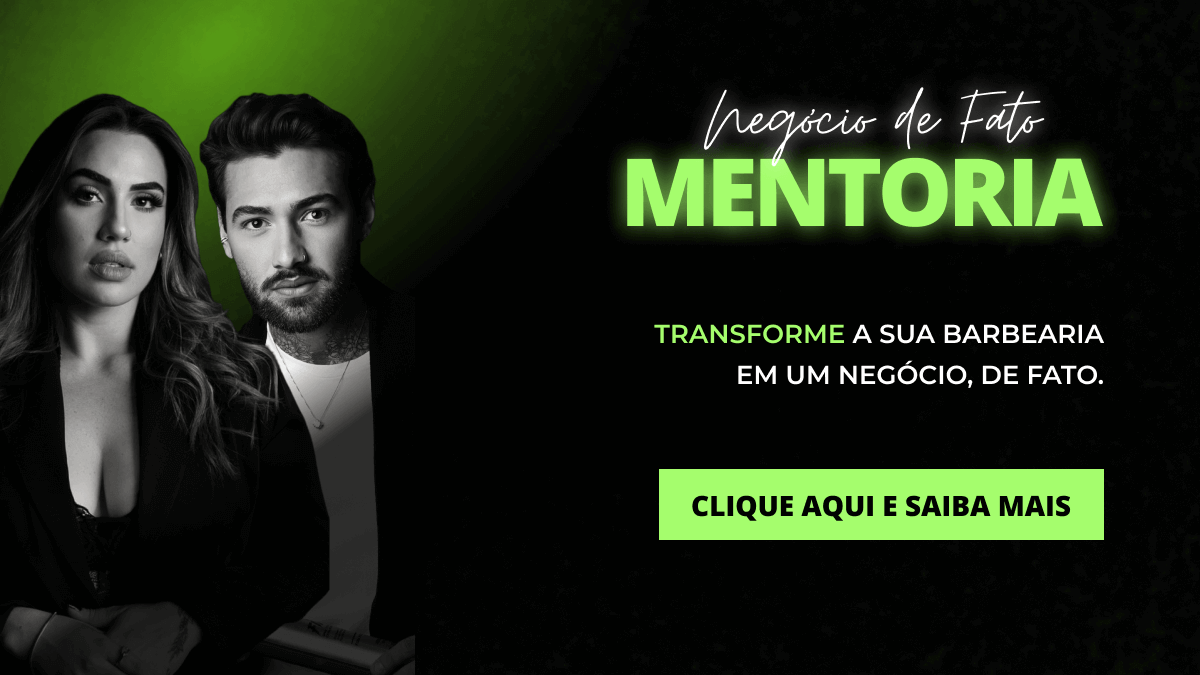 Negócio de Fato
MENTORIA
TRANSFORME A SUA BARBEARIA
EM UM NEGÓCIO, DE FATO.
CLIQUE AQUI E SAIBA MAIS